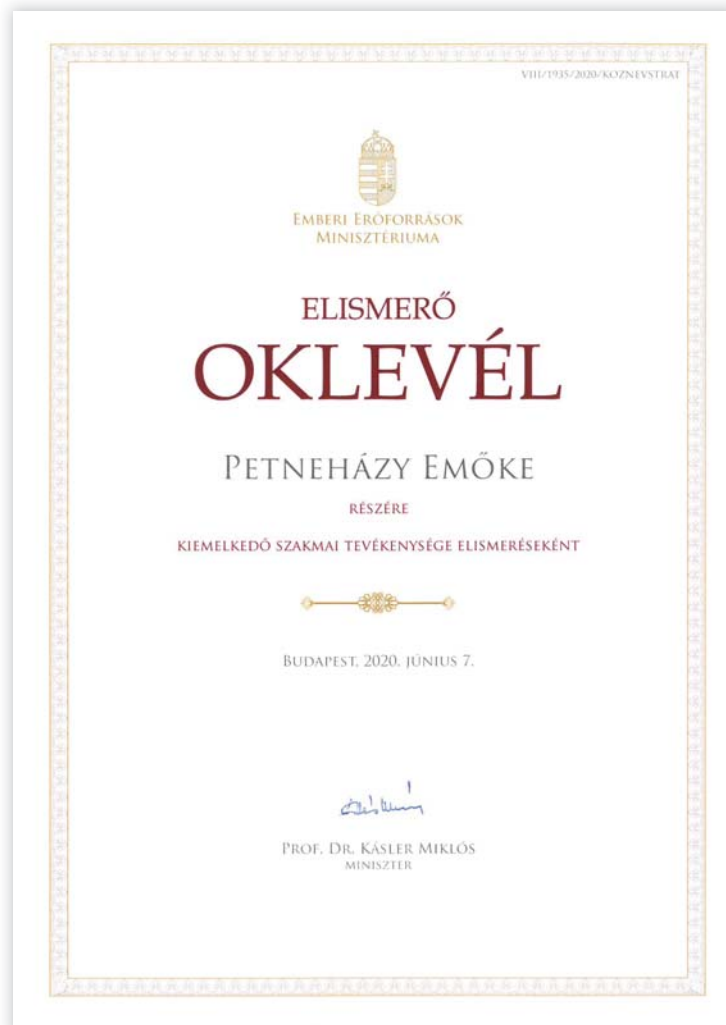 VIII/1935/2020/KOZNEVSTRAT
EMBERI ERŐFORRÁSOK
MINISZTÉRIUMA
ELISMERŐ
OKLEVÉL
PETNEHÁZY EMŐKE
RÉSZÉRE
KIEMELKEDŐ SZAKMAI TEVÉKENYSÉGE ELISMERÉSEKÉNT
BUDAPEST, 2020. JÚNIUS 7.
PROF. DR. KÁSLER MIKLÓS
MINISZTER